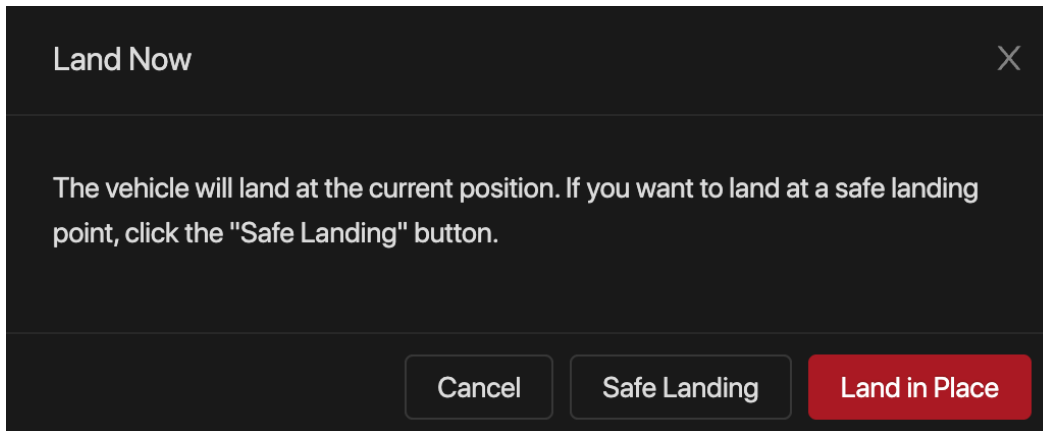 Land Now
X
The vehicle will land at the current position. If you want to land at a safe landing
point, click the "Safe Landing" button.
Cancel
Safe Landing
Land in Place